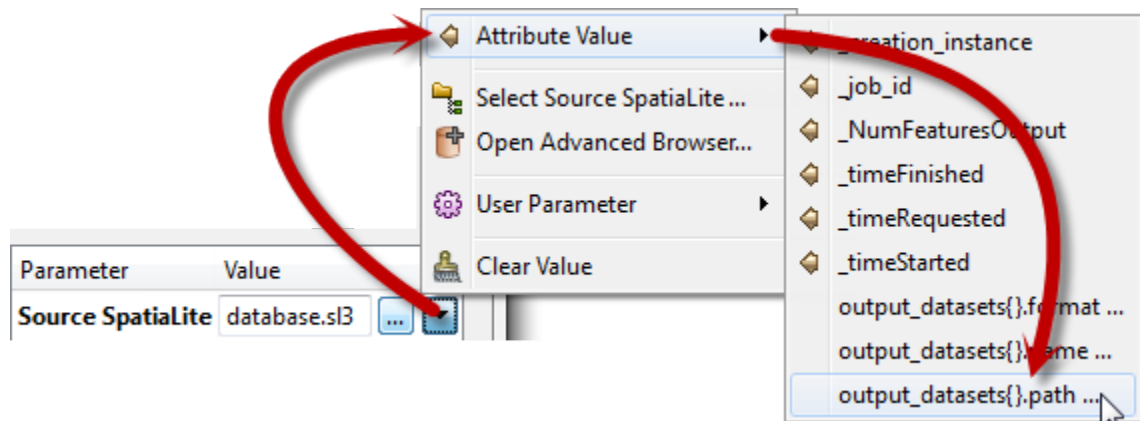 Attribute Value
Select Source SpatiaLite ...
Open Advanced Browser...
User Parameter
Clear Value
_creation_instance
_job_id
_NumFeaturesOutput
_timeFinished
_timeRequested
_timeStarted
output_datasets{}.format ...
output_datasets{}.name ...
output_datasets{}.path ...
Parameter Value
Source SpatiaLite database.sl3 ...